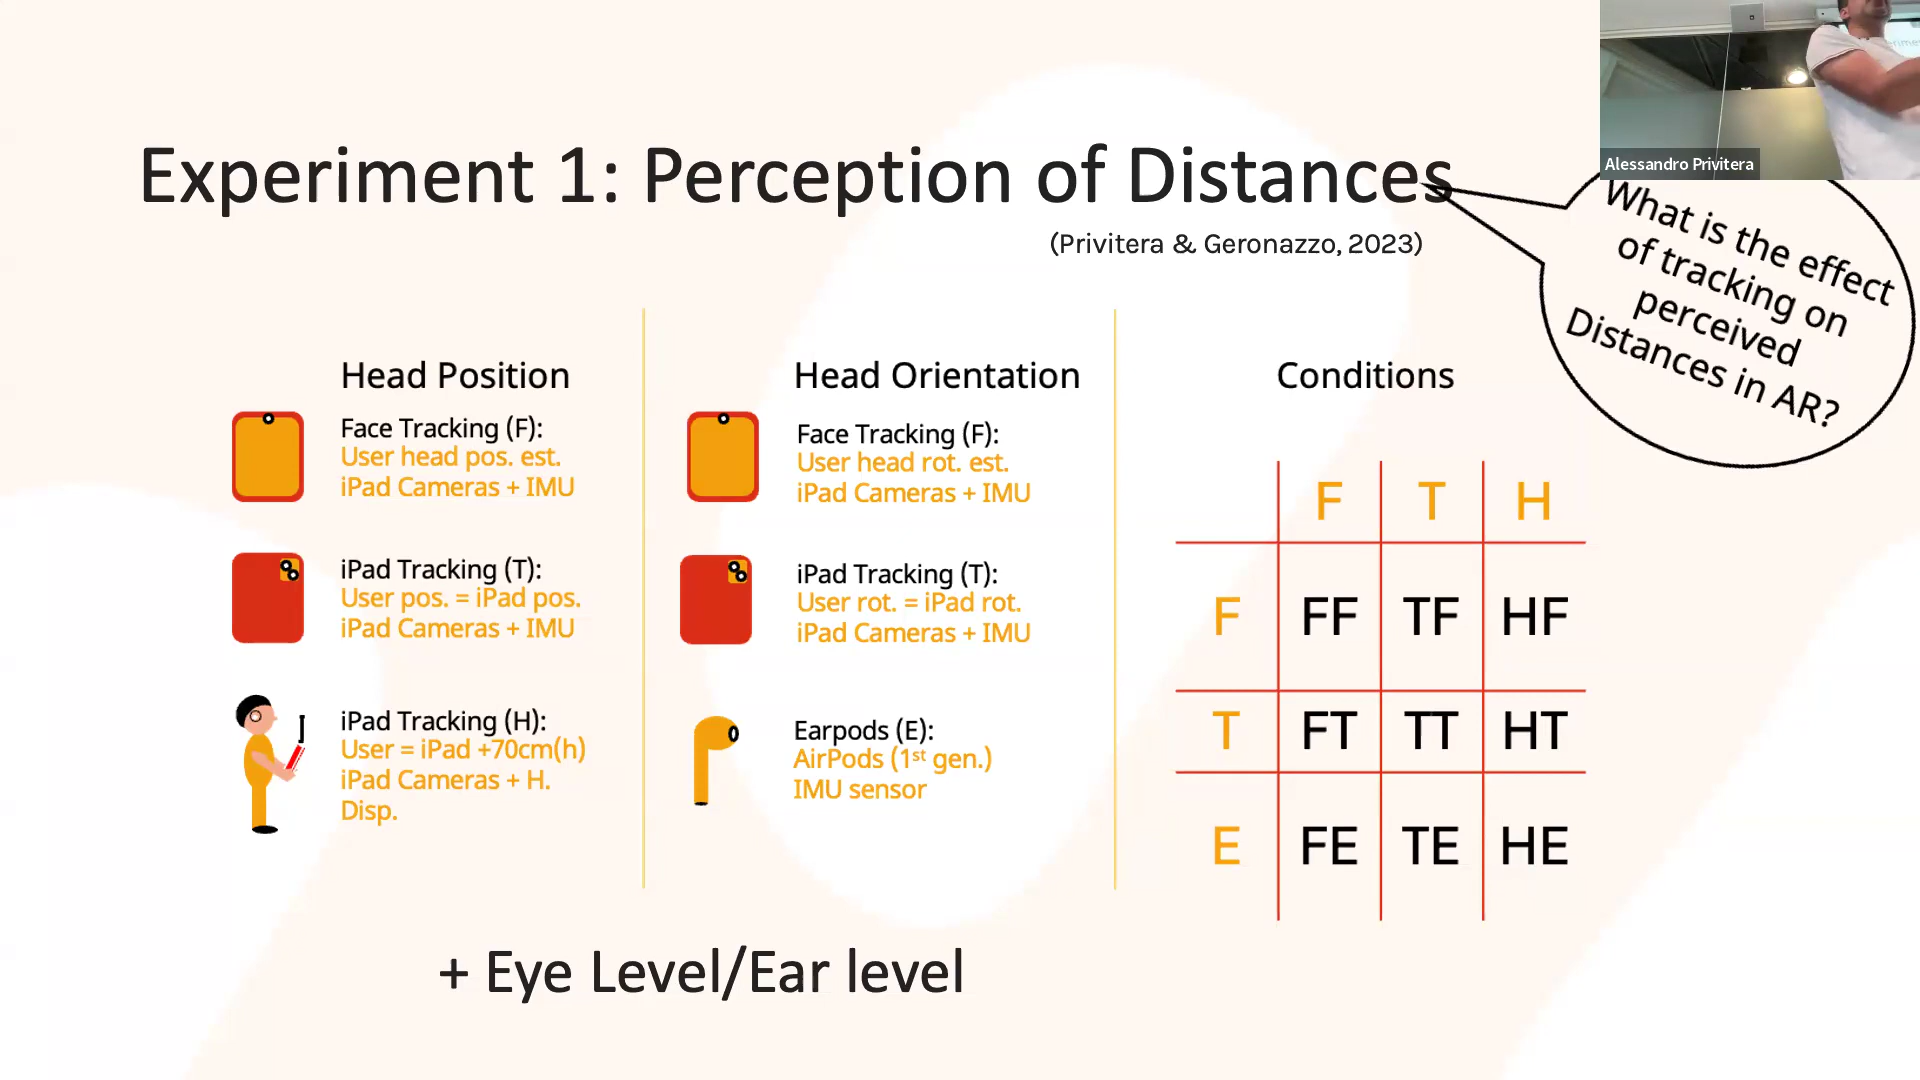 Experiment 1: Perception of Distances
(Privitera & Geronazzo, 2023)
Alessandro Privitera
What is the effect
of tracking on
perceived
Distances in AR?
Head Position
Face Tracking (F):
User head pos. est.
iPad Cameras + IMU
iPad Tracking (T):
User pos. = iPad pos.
iPad Cameras + IMU
iPad Tracking (H):
User = iPad +70cm(h)
iPad Cameras + H.
Disp.
Head Orientation
Face Tracking (F):
User head rot. est.
iPad Cameras + IMU
iPad Tracking (T):
User rot. = iPad rot.
iPad Cameras + IMU
Earpods (E):
AirPods (1st gen.)
IMU sensor
Conditions
F T H
F FF TF HF
T FT TT HT
E FE TE HE
+ Eye Level/Ear level